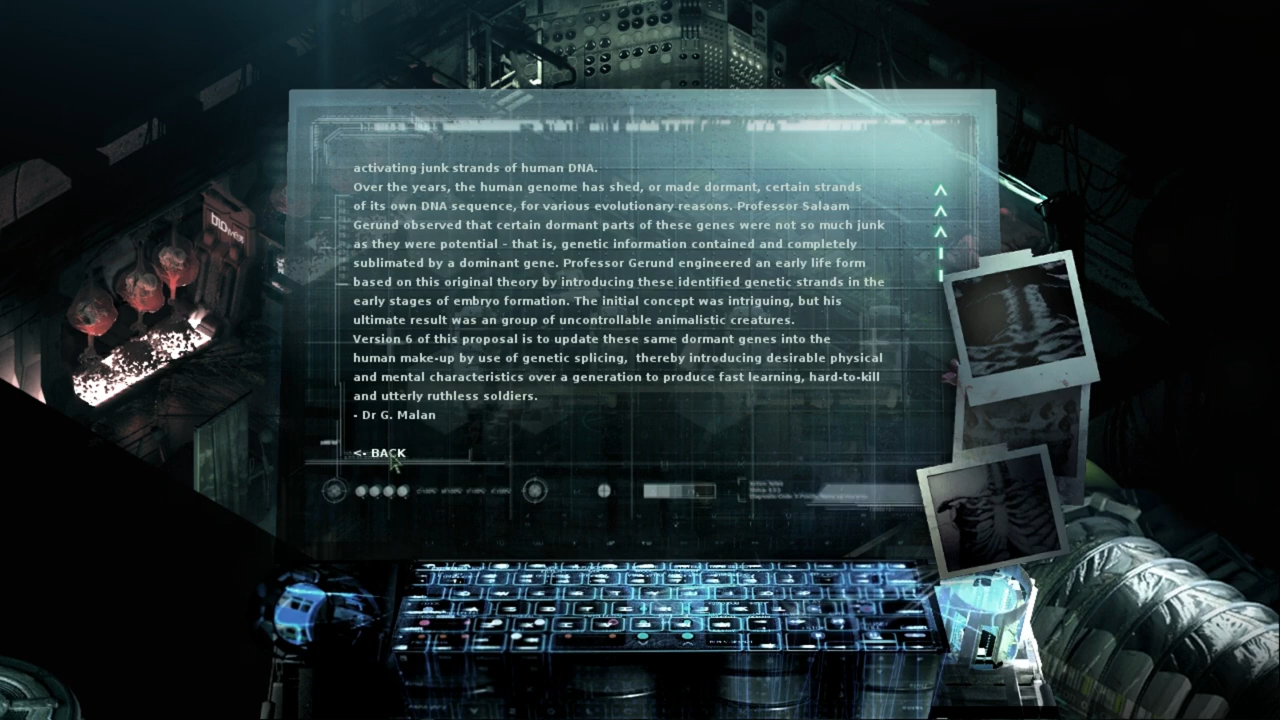 activating junk strands of human DNA.
Over the years, the human genome has shed, or made dormant, certain strands
of its own DNA sequence, for various evolutionary reasons. Professor Salaam
Gerund observed that certain dormant parts of these genes were not so much junk
as they were potential - that is, genetic information contained and completely
sublimated by a dominant gene. Professor Gerund engineered an early life form
based on this original theory by introducing these identified genetic strands in the
early stages of embryo formation. The initial concept was intriguing, but his
ultimate result was an group of uncontrollable animalistic creatures.
Version 6 of this proposal is to update these same dormant genes into the
human make-up by use of genetic splicing,  thereby introducing desirable physical
and mental characteristics over a generation to produce fast learning, hard-to-kill
and utterly ruthless soldiers.
- Dr G. Malan
<- BACK